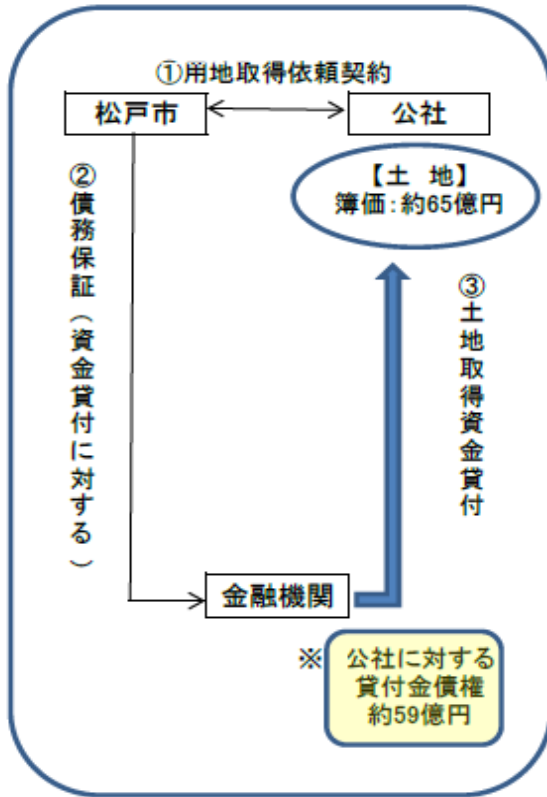 ①用地取得依頼契約
松戸市
公社
【土　地】
簿価：約65億円
②債務保証（資金貸付に対する）
③土地取得資金貸付
金融機関
※
公社に対する
貸付金債権
約59億円